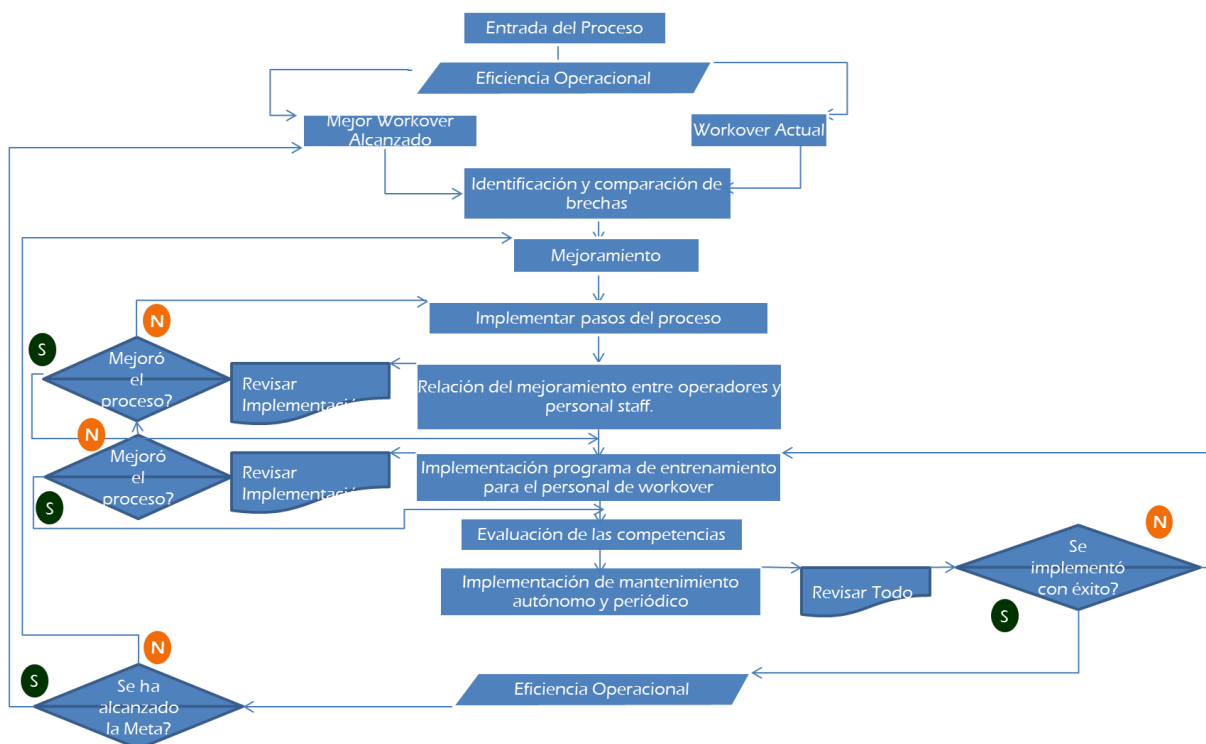 Entrada del Proceso
Eficiencia Operacional
Mejor Workover
Alcanzado
Workover Actual
Identificación y comparación de
brechas
Mejoramiento
Implementar pasos del proceso
N
S
Mejoró
el
proceso?
Revisar
Implementació
Relación del mejoramiento entre operadores y
personal staff.
N
Mejoró
el
proceso?
S
Revisar
Implementació
Implementación programa de entrenamiento
para el personal de workover
Evaluación de las competencias
Implementación de mantenimiento
autónomo y periódico
Revisar Todo
Se
implementó
con éxito?
N
S
Eficiencia Operacional
N
S
Se ha
alcanzado
la Meta?